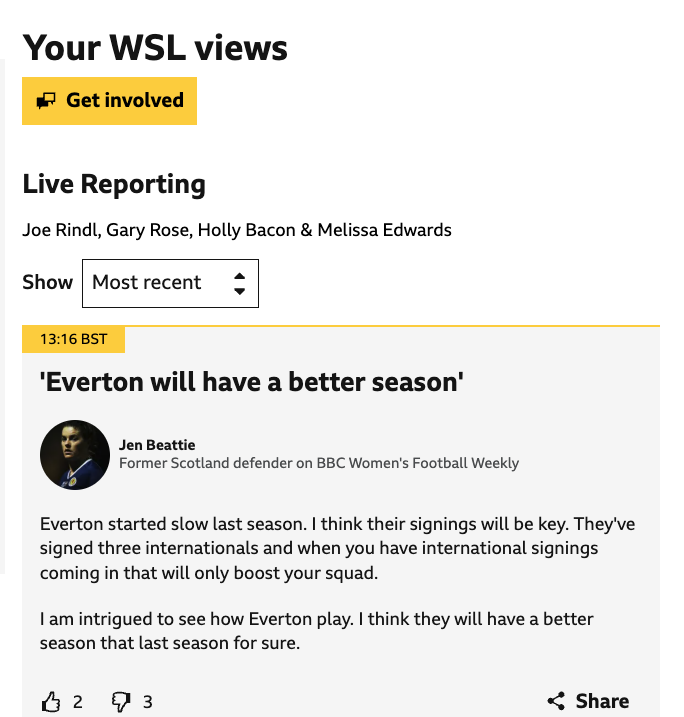 Your WSL views
Get involved
Live Reporting
Joe Rindl, Gary Rose, Holly Bacon & Melissa Edwards
Show
Most recent
13:16 BST
'Everton will have a better season'
Jen Beattie
Former Scotland defender on BBC Women's Football Weekly
Everton started slow last season. I think their signings will be key. They've
signed three internationals and when you have international signings
coming in that will only boost your squad.
I am intrigued to see how Everton play. I think they will have a better
season that last season for sure.
2
3
Share